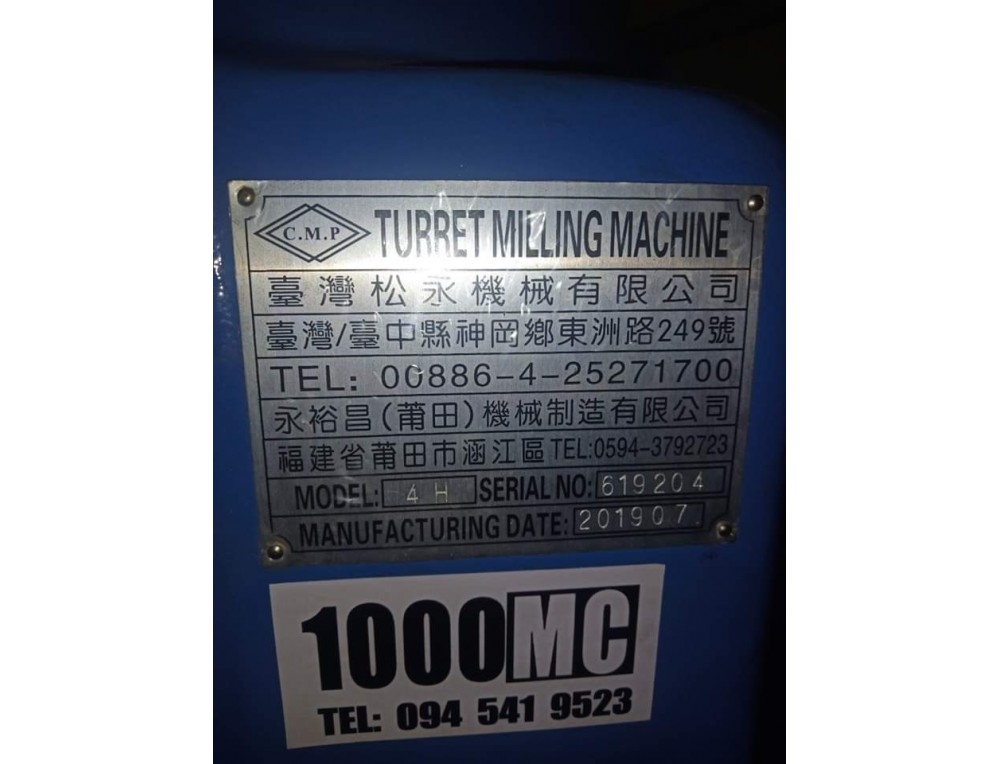 C.M.P TURRET MILLING MACHINE
臺灣松永機械有限公司
臺灣/臺中縣神岡鄉東洲路249號
TEL: 00886-4-25271700
永裕昌(莆田)機械制造有限公司
福建省莆田市涵江區 TEL:0594-3792723
MODEL: 4H SERIAL NO: 619204
MANUFACTURING DATE: 201907.
1000MC
TEL: 094 541 9523